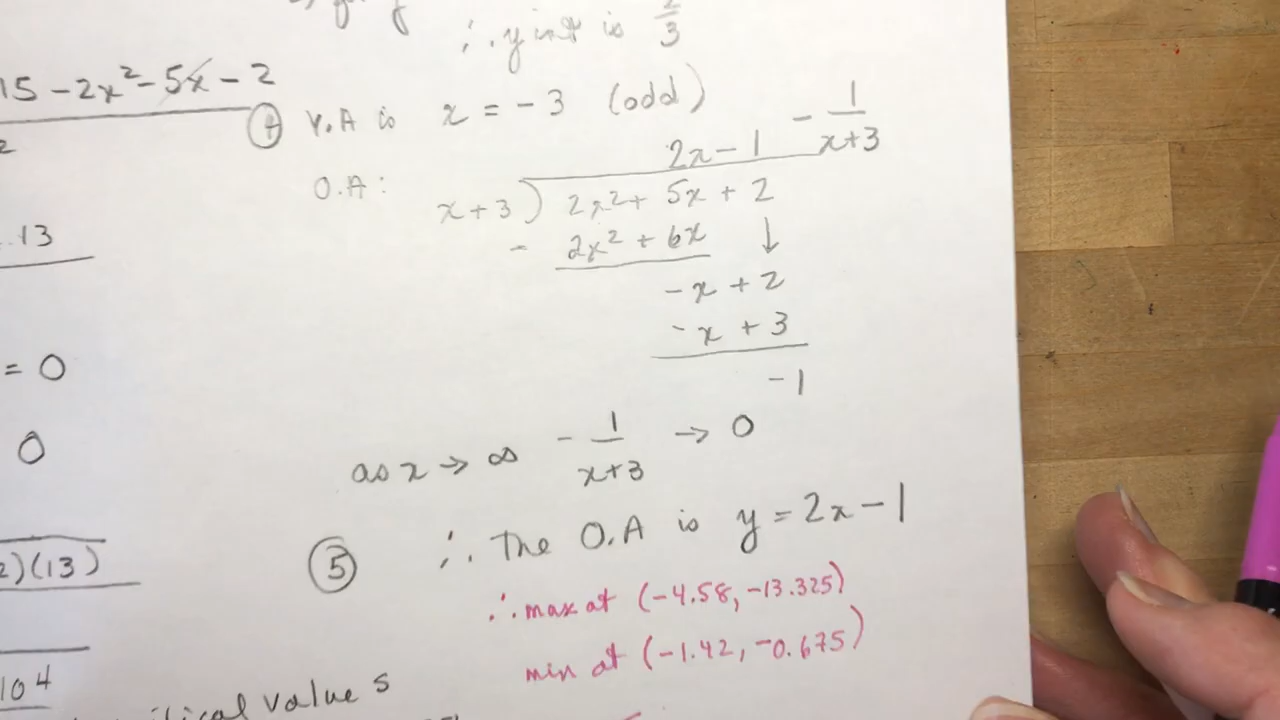 ∴ y int is 2/3
15 - 2x² - 5x - 2
④ V.A is x = -3 (odd)
2
2x - 1 - 1/(x+3)
O.A:
x+3 ) 2x² + 5x + 2
- 2x² + 6x ↓
.13
-x + 2
-x + 3
-1
= 0
0
as x → ∞ - 1/(x+3) → 0
⑤ ∴ The O.A is y = 2x - 1
2)(13)
∴ max at (-4.58, -13.325)
min at (-1.42, -0.675)
104
values